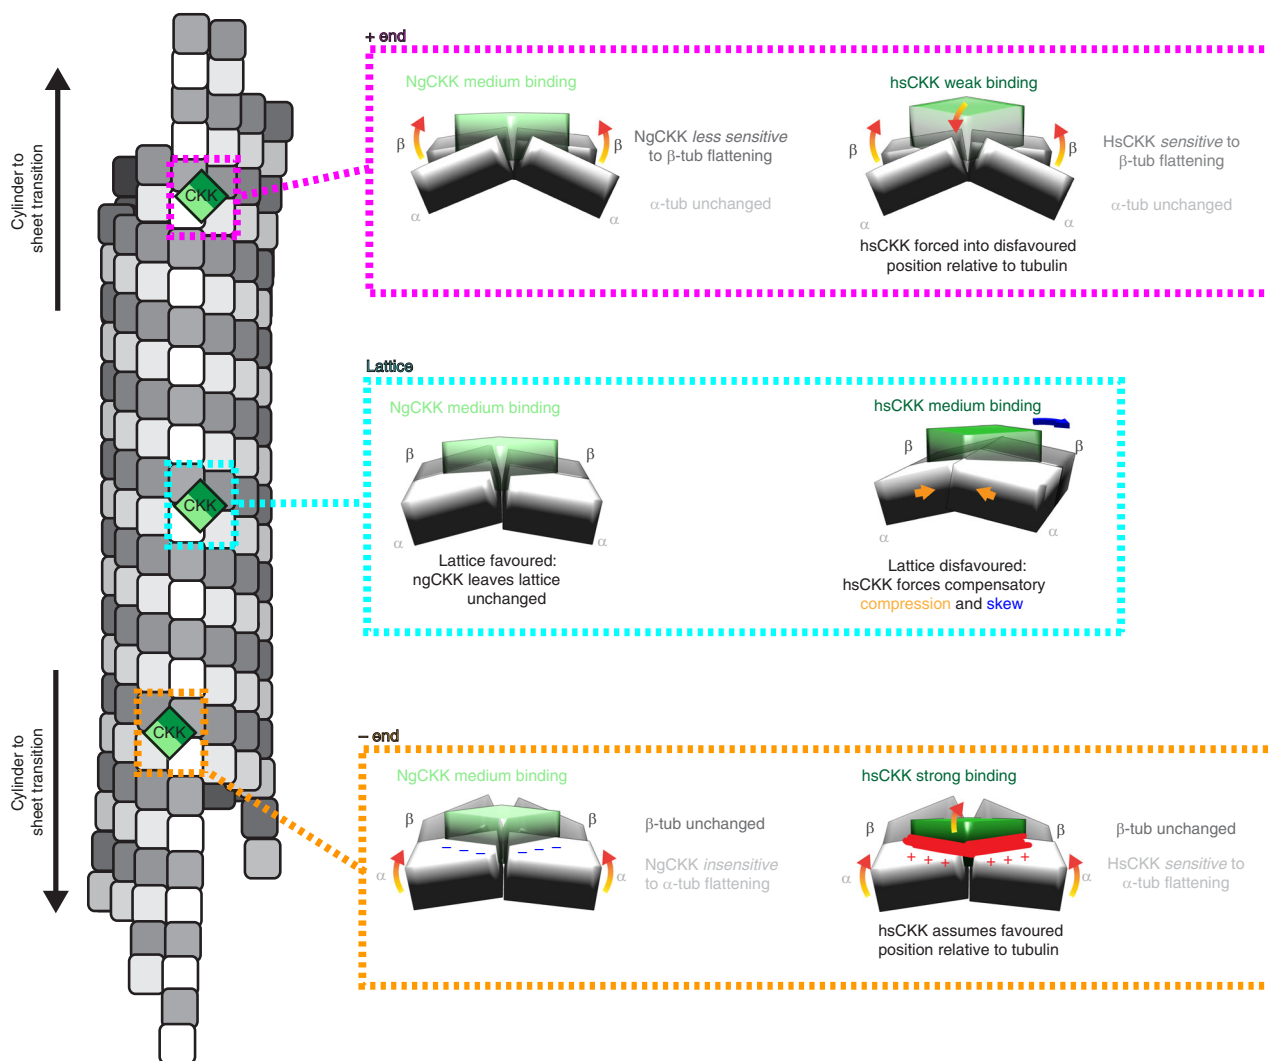 Cylinder to
sheet transition
CKK
CKK
CKK
Cylinder to
sheet transition
+ end
NgCKK medium binding
β
β
α
α
NgCKK less sensitive
to β-tub flattening
α-tub unchanged
hsCKK weak binding
β
β
α
α
HsCKK sensitive to
β-tub flattening
α-tub unchanged
hsCKK forced into disfavoured
position relative to tubulin
Lattice
NgCKK medium binding
β
β
α
α
Lattice favoured:
ngCKK leaves lattice
unchanged
hsCKK medium binding
β
β
α
α
Lattice disfavoured:
hsCKK forces compensatory
compression and skew
– end
NgCKK medium binding
β
β
α
α
– – – – – –
β-tub unchanged
NgCKK insensitive
to α-tub flattening
hsCKK strong binding
β
β
α
α
+ + + + + + + +
β-tub unchanged
HsCKK sensitive to
α-tub flattening
hsCKK assumes favoured
position relative to tubulin